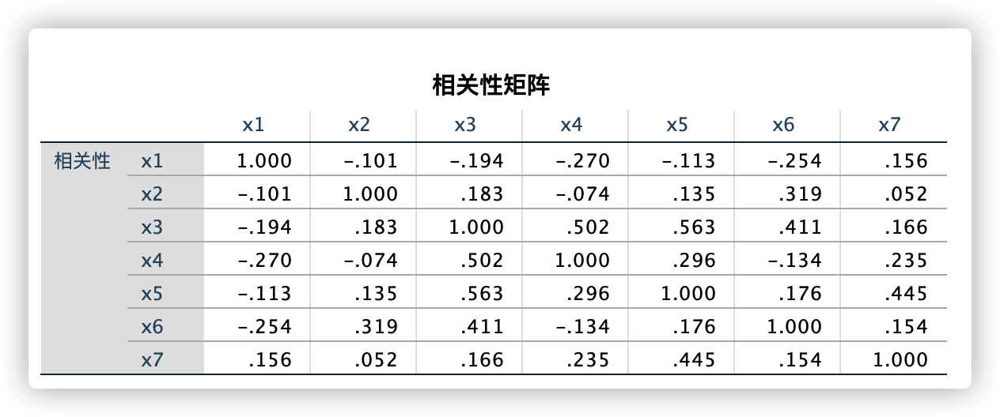 相关性矩阵
x1 x2 x3 x4 x5 x6 x7
相关性 x1 1.000 -.101 -.194 -.270 -.113 -.254 .156
x2 -.101 1.000 .183 -.074 .135 .319 .052
x3 -.194 .183 1.000 .502 .563 .411 .166
x4 -.270 -.074 .502 1.000 .296 -.134 .235
x5 -.113 .135 .563 .296 1.000 .176 .445
x6 -.254 .319 .411 -.134 .176 1.000 .154
x7 .156 .052 .166 .235 .445 .154 1.000